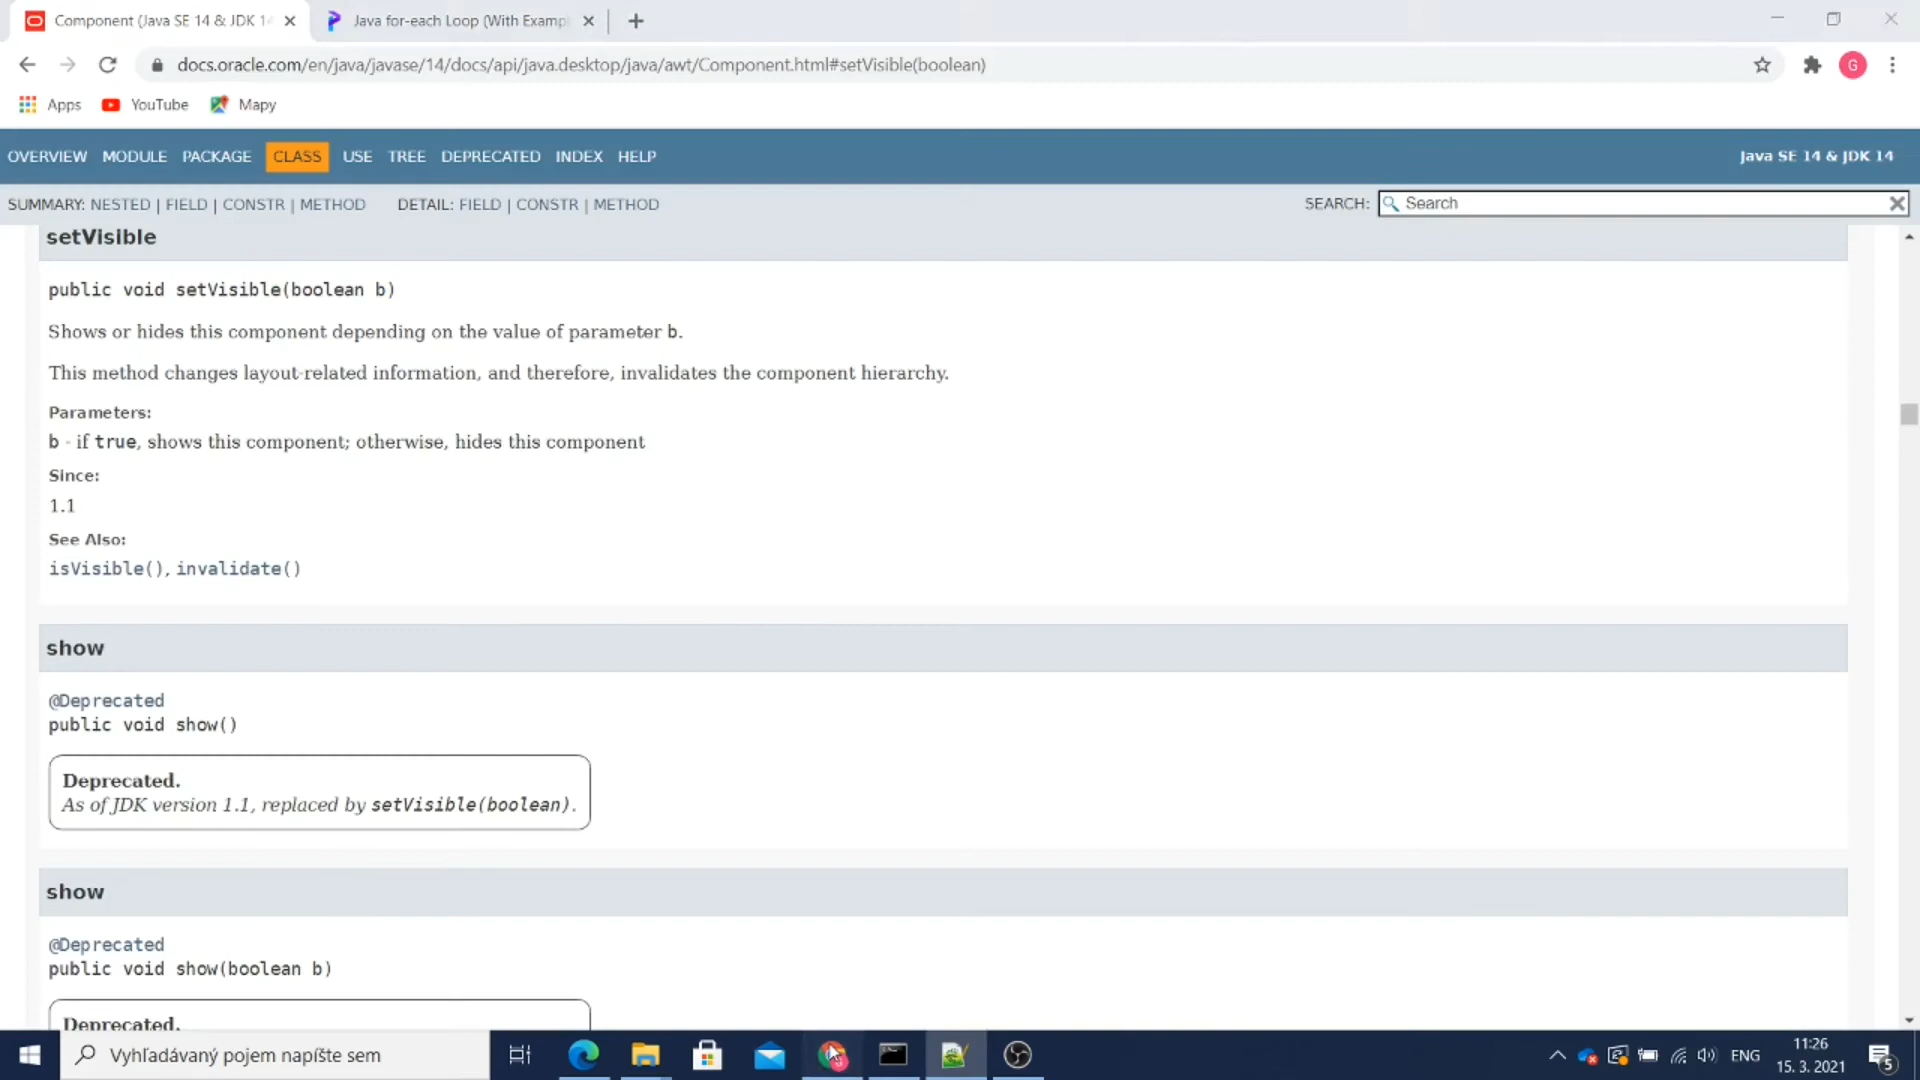 Component (Java SE 14 & JDK 14
Java for-each Loop (With Examp
docs.oracle.com/en/java/javase/14/docs/api/java.desktop/java/awt/Component.html#setVisible(boolean)
G
Apps YouTube Mapy
OVERVIEW MODULE PACKAGE CLASS USE TREE DEPRECATED INDEX HELP
Java SE 14 & JDK 14
SUMMARY: NESTED | FIELD | CONSTR | METHOD DETAIL: FIELD | CONSTR | METHOD
SEARCH: Search
setVisible
public void setVisible(boolean b)
Shows or hides this component depending on the value of parameter b.
This method changes layout-related information, and therefore, invalidates the component hierarchy.
Parameters:
b - if true, shows this component; otherwise, hides this component
Since:
1.1
See Also:
isVisible(), invalidate()
show
@Deprecated
public void show()
Deprecated.
As of JDK version 1.1, replaced by setVisible(boolean).
show
@Deprecated
public void show(boolean b)
Deprecated.
Vyhľadávaný pojem napíšte sem
ENG
11:26
15. 3. 2021
5